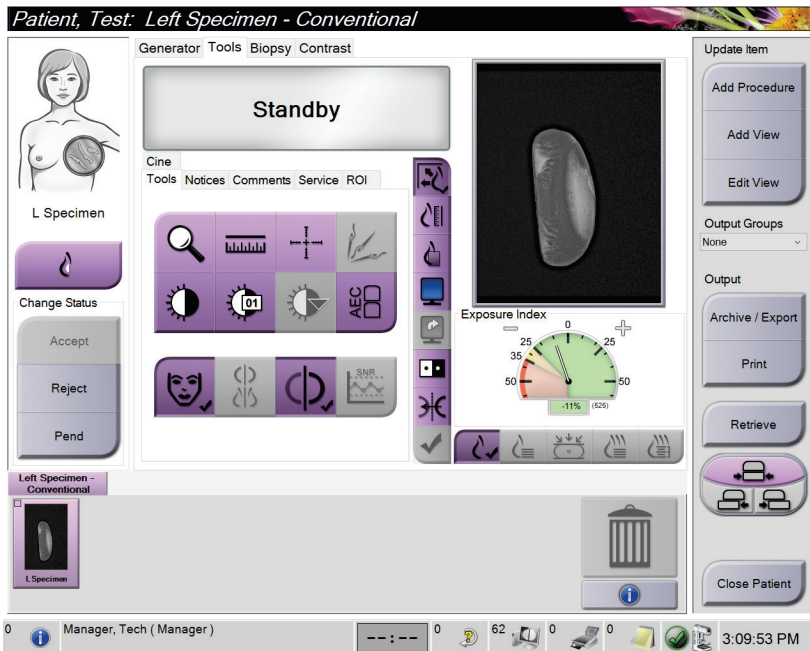 Patient, Test: Left Specimen - Conventional
Generator Tools Biopsy Contrast
Standby
Cine
Tools Notices Comments Service ROI
01
AEC
SNR
L Specimen
Change Status
Accept
Reject
Pend
Exposure Index
0
25 25
35
50 50
-11% (525)
Update Item
Add Procedure
Add View
Edit View
Output Groups
None
Output
Archive / Export
Print
Retrieve
Close Patient
Left Specimen -
Conventional
L Specimen
0 Manager, Tech ( Manager ) --:-- 0 62 0 0 3:09:53 PM